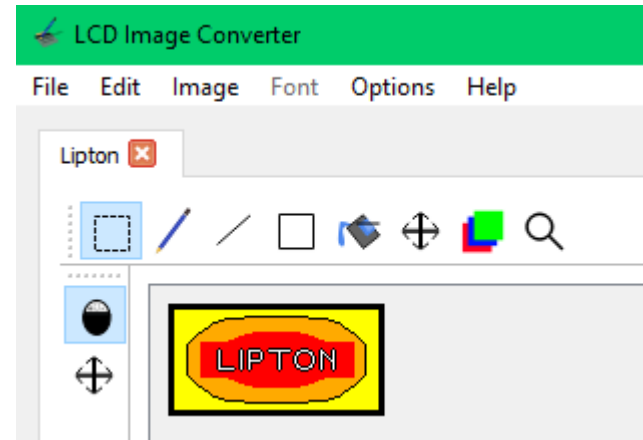 LCD Image Converter
File Edit Image Font Options Help
Lipton
LIPTON